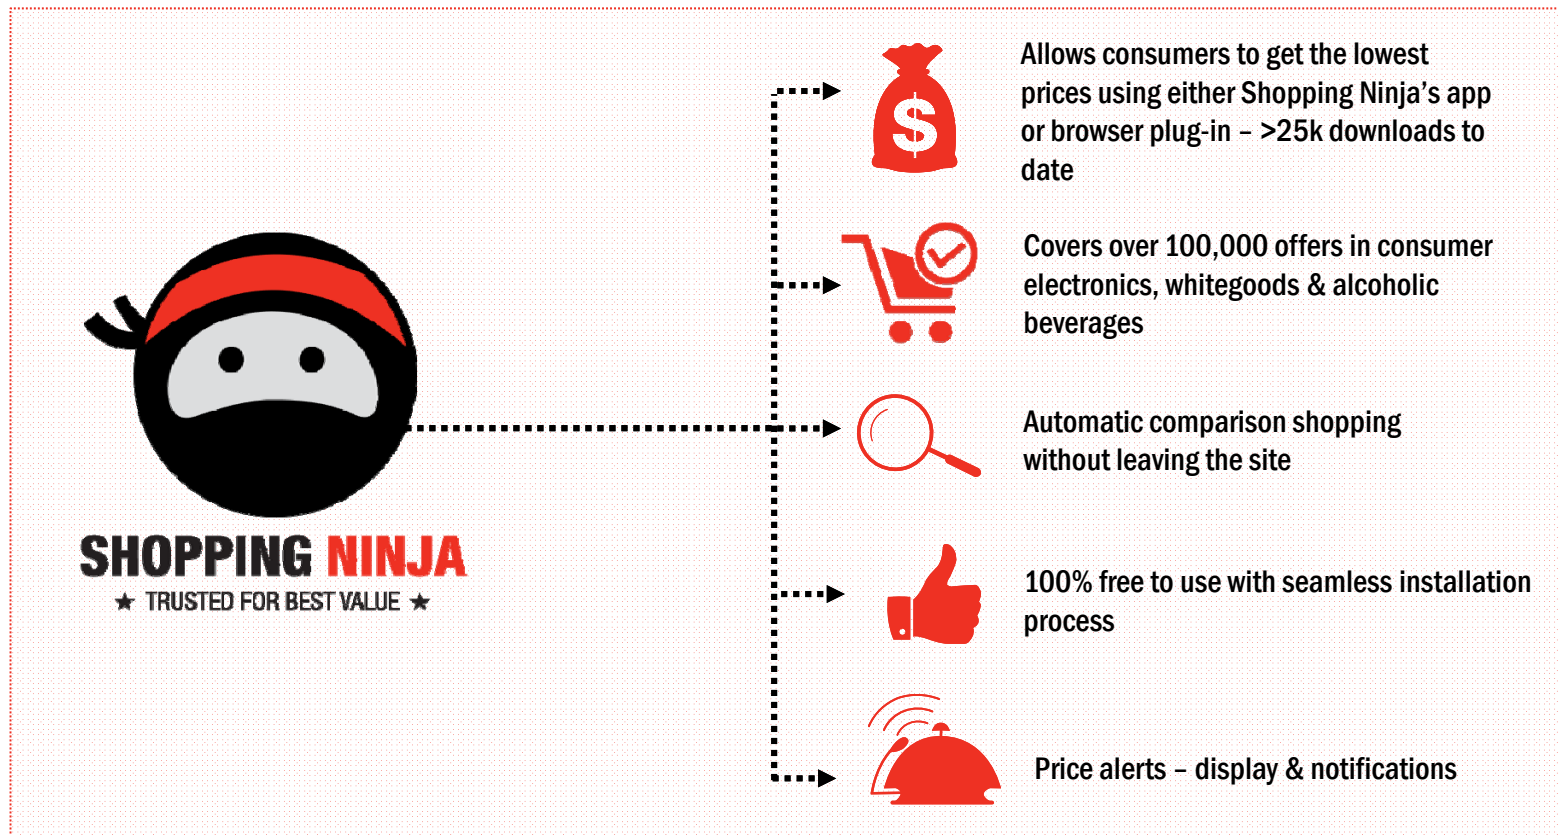 SHOPPING NINJA
★ TRUSTED FOR BEST VALUE ★
$
Allows consumers to get the lowest
prices using either Shopping Ninja’s app
or browser plug-in – >25k downloads to
date
Covers over 100,000 offers in consumer
electronics, whitegoods & alcoholic
beverages
Automatic comparison shopping
without leaving the site
100% free to use with seamless installation
process
Price alerts – display & notifications